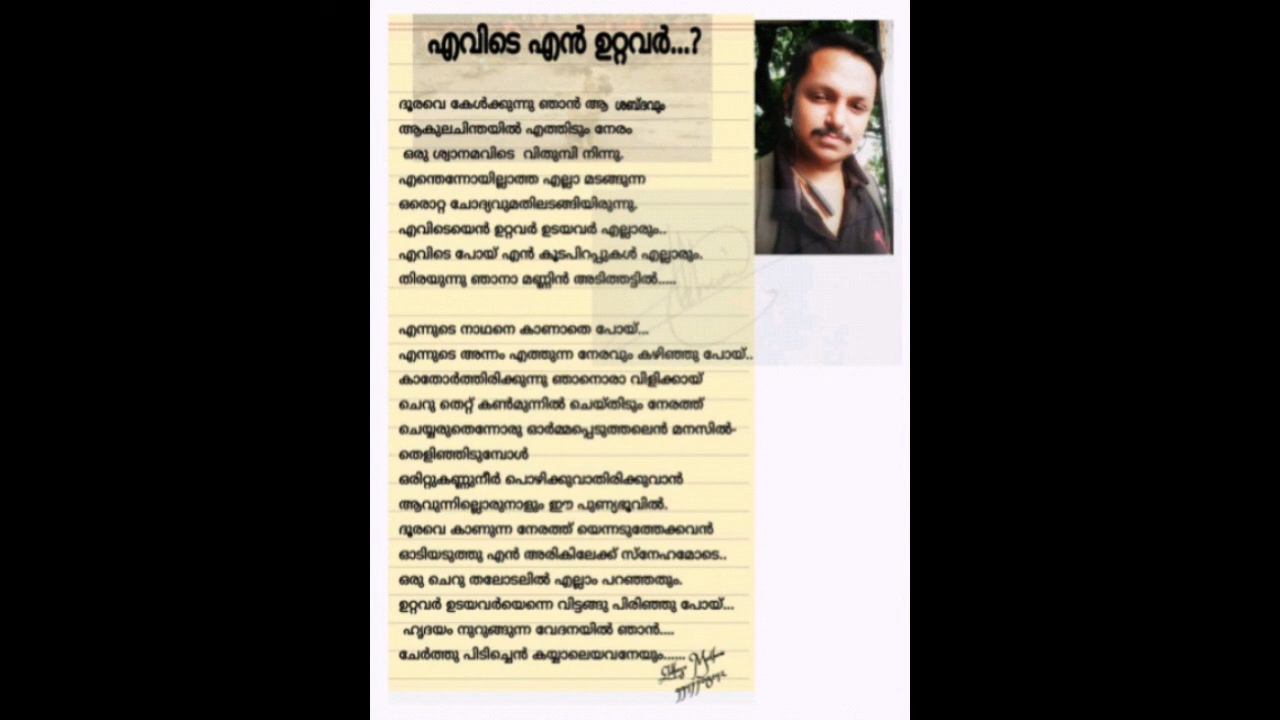 എവിടെ എൻ ഉറ്റവർ...?
ദൂരവെ കേൾക്കുന്നു ഞാൻ ആ ശബ്ദവും
ആകുലചിന്തയിൽ എത്തിടും നേരം
ഒരു ശ്വാനമവിടെ വിതുമ്പി നിന്നു.
എന്തെന്നോയില്ലാത്ത എല്ലാ മടങ്ങുന്ന
ഒരൊറ്റ ചോദ്യവുമതിലടങ്ങിയിരുന്നു.
എവിടെയെൻ ഉറ്റവർ ഉടയവർ എല്ലാരും..
എവിടെ പോയ് എൻ കൂടപിറപ്പുകൾ എല്ലാരും.
തിരയുന്നു ഞാനാ മണ്ണിൻ അടിത്തട്ടിൽ.....
എന്നുടെ നാഥനെ കാണാതെ പോയ്...
എന്നുടെ അന്നം എത്തുന്ന നേരവും കഴിഞ്ഞു പോയ്..
കാതോർത്തിരിക്കുന്നു ഞാനൊരാ വിളിക്കായ്
ചെറു തെറ്റ് കൺമുന്നിൽ ചെയ്തിടും നേരത്ത്
ചെയ്യരുതെന്നോരു ഓർമ്മപ്പെടുത്തലെൻ മനസിൽ-
തെളിഞ്ഞിടുമ്പോൾ
ഒരിറ്റുകണ്ണുനീർ പൊഴിക്കുവാതിരിക്കുവാൻ
ആവുന്നില്ലൊരുനാളും ഈ പുണ്യഭൂവിൽ.
ദൂരവെ കാണുന്ന നേരത്ത് യെന്നടുത്തേക്കവൻ
ഓടിയടുത്തു എൻ അരികിലേക്ക് സ്നേഹമോടെ..
ഒരു ചെറു തലോടലിൽ എല്ലാം പറഞ്ഞതും.
ഉറ്റവർ ഉടയവർയെന്നെ വിട്ടങ്ങു പിരിഞ്ഞു പോയ്...
ഹൃദയം നുറുങ്ങുന്ന വേദനയിൽ ഞാൻ....
ചേർത്തു പിടിച്ചെൻ കയ്യാലെയവനേയും......